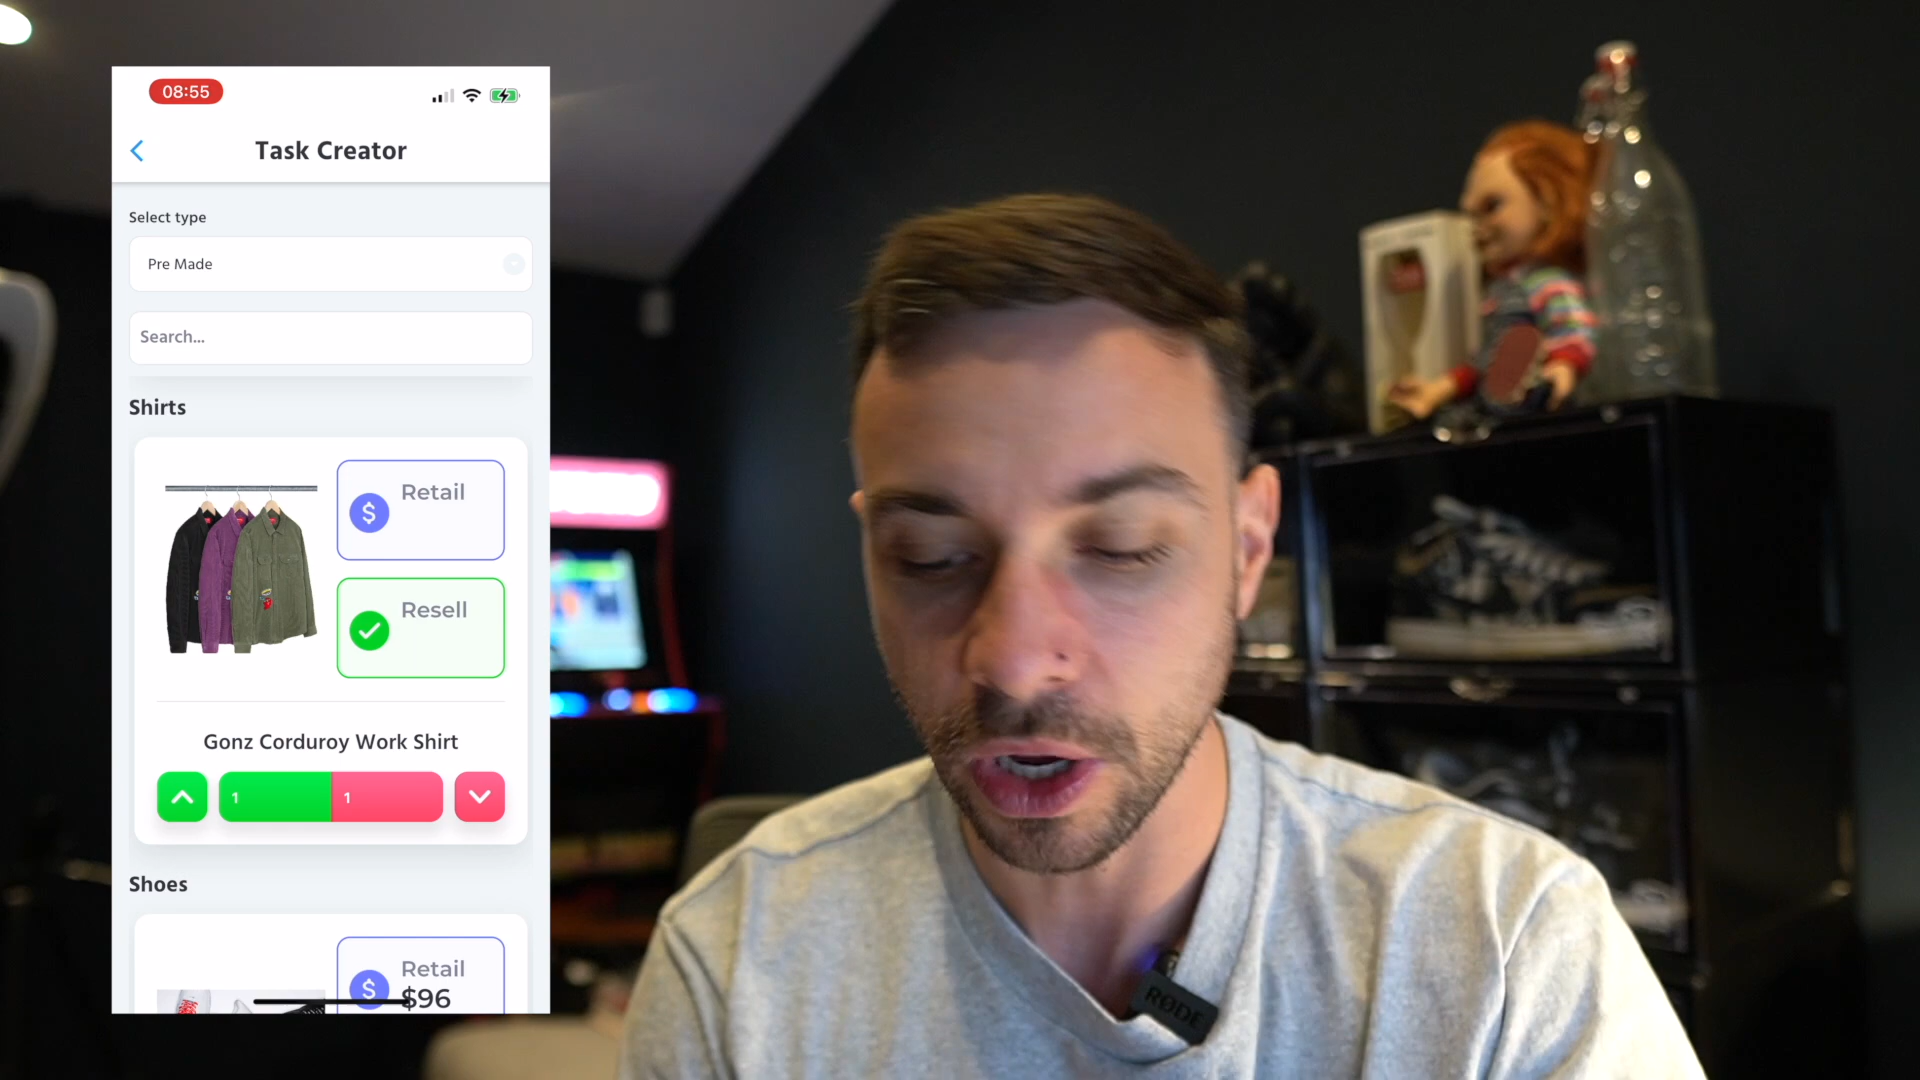 08:55
Task Creator
Select type
Pre Made
Search...
Shirts
Retail
$
Resell
Gonz Corduroy Work Shirt
1
1
Shoes
Retail
$
$96
RØDE